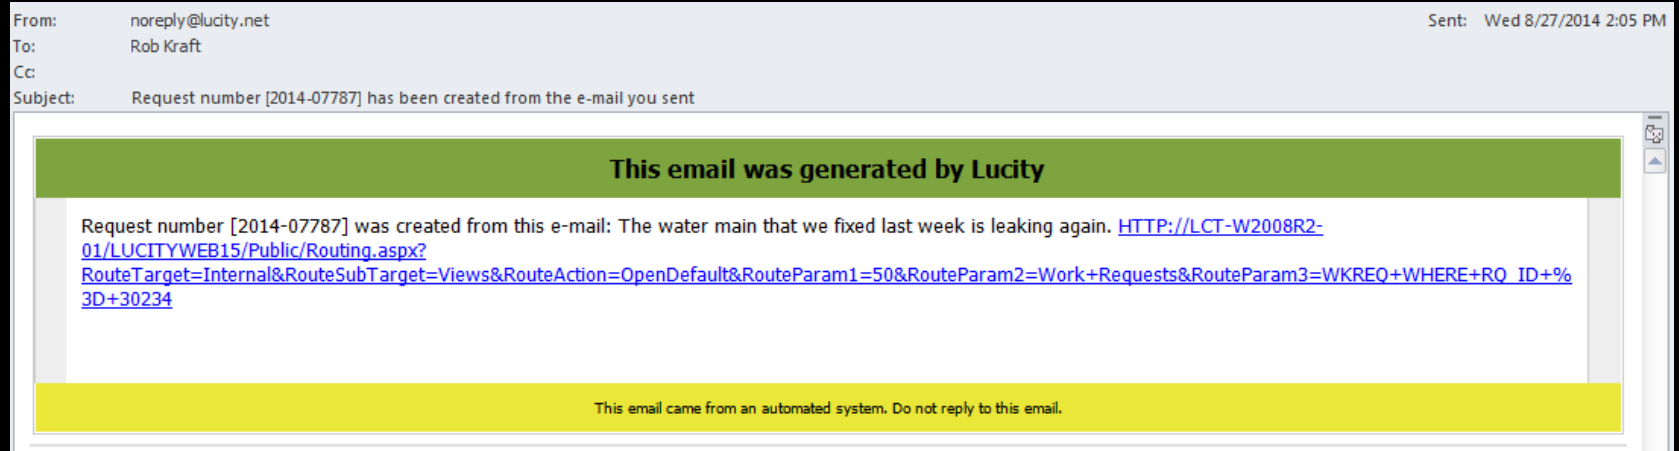 From: noreply@lucity.net Sent: Wed 8/27/2014 2:05 PM
To: Rob Kraft
Cc:
Subject: Request number [2014-07787] has been created from the e-mail you sent
This email was generated by Lucity
Request number [2014-07787] was created from this e-mail: The water main that we fixed last week is leaking again. HTTP://LCT-W2008R2-
01/LUCITYWEB15/Public/Routing.aspx?
RouteTarget=Internal&RouteSubTarget=Views&RouteAction=OpenDefault&RouteParam1=50&RouteParam2=Work+Requests&RouteParam3=WKREQ+WHERE+RQ_ID+%
3D+30234
This email came from an automated system. Do not reply to this email.